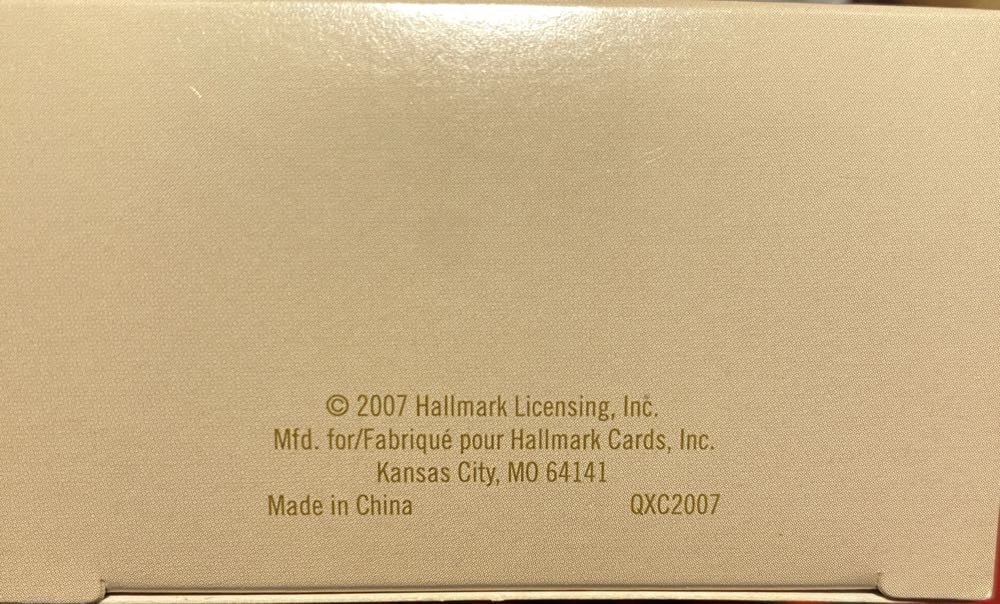 © 2007 Hallmark Licensing, Inc.
Mfd. for/Fabriqué pour Hallmark Cards, Inc.
Kansas City, MO 64141
Made in China QXC2007